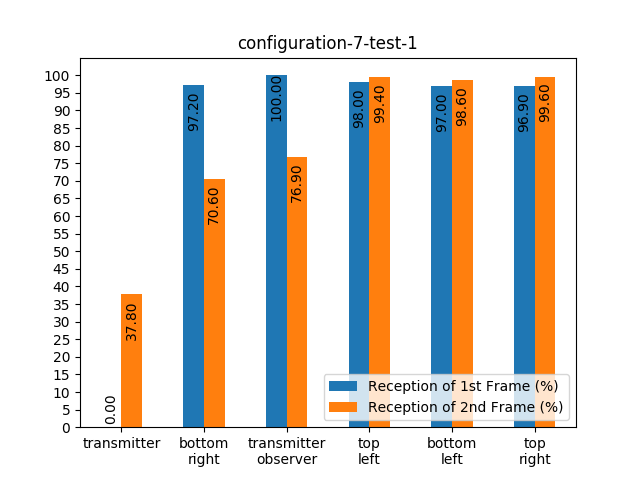 configuration-7-test-1
100
95
90
85
80
75
70
65
60
55
50
45
40
35
30
25
20
15
10
5
0
0.00
37.80
97.20
70.60
100.00
76.90
98.00
99.40
97.00
98.60
96.90
99.60
Reception of 1st Frame (%)
Reception of 2nd Frame (%)
transmitter
bottom
right
transmitter
observer
top
left
bottom
left
top
right